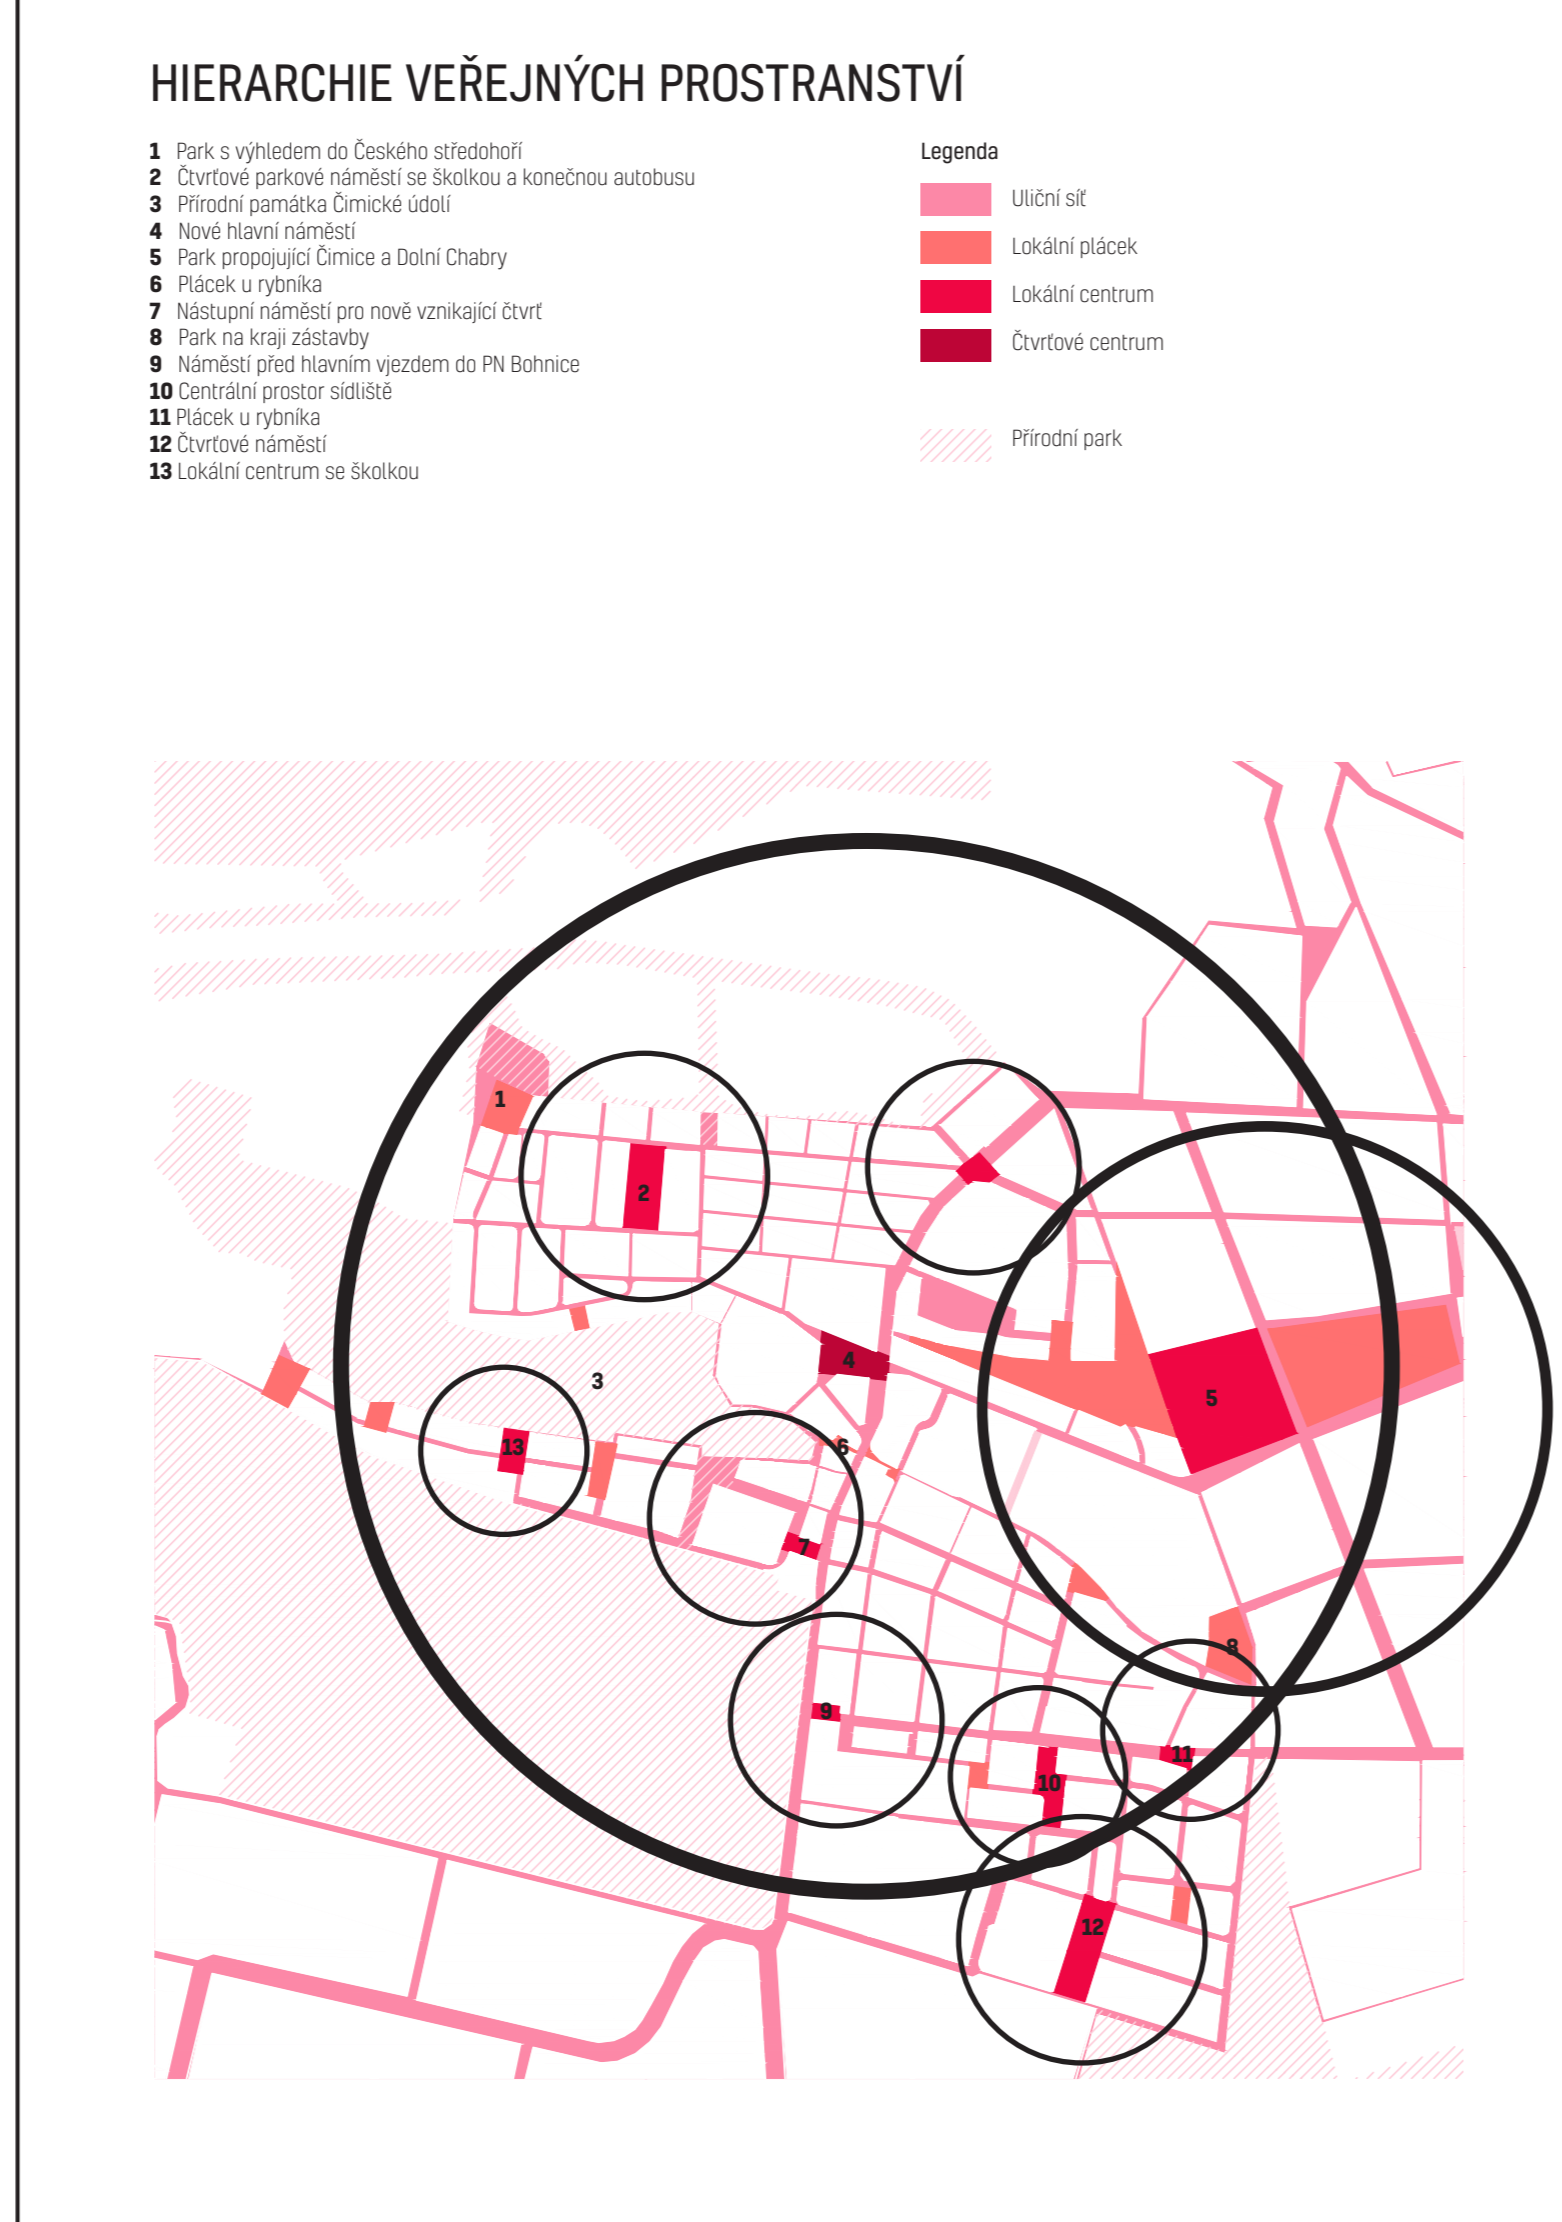 HIERARCHIE VEŘEJNÝCH PROSTRANSTVÍ
1 Park s výhledem do Českého středohoří
2 Čtvrťové parkové náměstí se školkou a konečnou autobusu
3 Přírodní památka Čimické údolí
4 Nové hlavní náměstí
5 Park propojující Čimice a Dolní Chabry
6 Plácek u rybníka
7 Nástupní náměstí pro nově vznikající čtvrť
8 Park na kraji zástavby
9 Náměstí před hlavním vjezdem do PN Bohnice
10 Centrální prostor sídliště
11 Plácek u rybníka
12 Čtvrťové náměstí
13 Lokální centrum se školkou
Legenda
Uliční síť
Lokální plácek
Lokální centrum
Čtvrťové centrum
Přírodní park
1
2
4
3
5
13
6
7
8
9
11
10
12